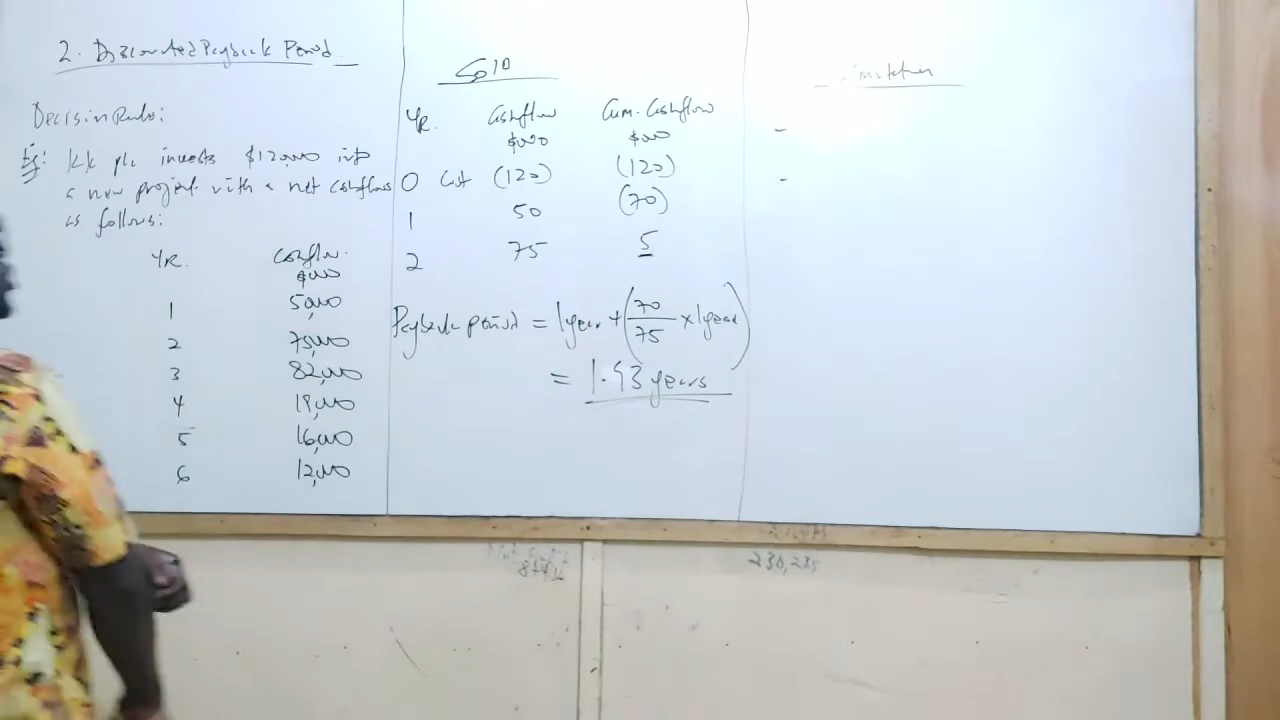 2. Discounted Payback Period.
Decision Rule:
Eg: KK plc invests $120,000 into
a new project with a net cashflows
as follows:
YR. Cashflw.
$000
1 50,000
2 75,000
3 82,000
4 18,000
5 16,000
6 12,000
Soln
YR. Cashflow Cum. Cashflow
$000 $000
0 Cost (120) (120)
1 50 (70)
2 75 5
Payback period = 1year + (70/75 x 1year)
= 1.93 years
-
-
230,235